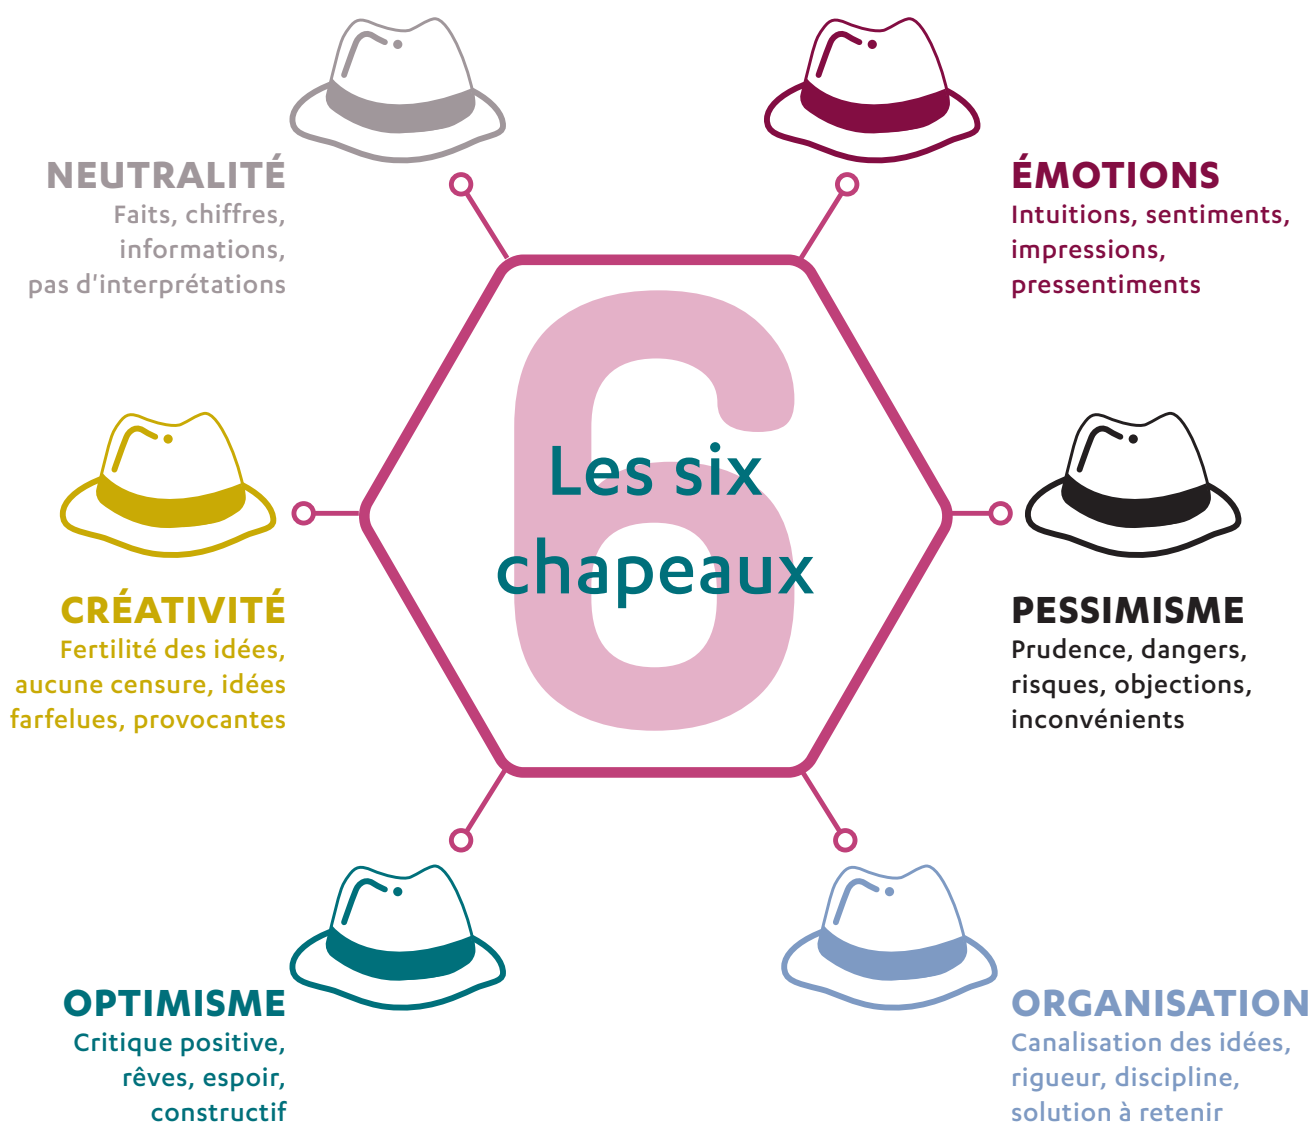 NEUTRALITÉ
Faits, chiffres,
informations,
pas d'interprétations
ÉMOTIONS
Intuitions, sentiments,
impressions,
pressentiments
6
Les six
chapeaux
CRÉATIVITÉ
Fertilité des idées,
aucune censure, idées
farfelues, provocantes
PESSIMISME
Prudence, dangers,
risques, objections,
inconvénients
OPTIMISME
Critique positive,
rêves, espoir,
constructif
ORGANISATION
Canalisation des idées,
rigueur, discipline,
solution à retenir